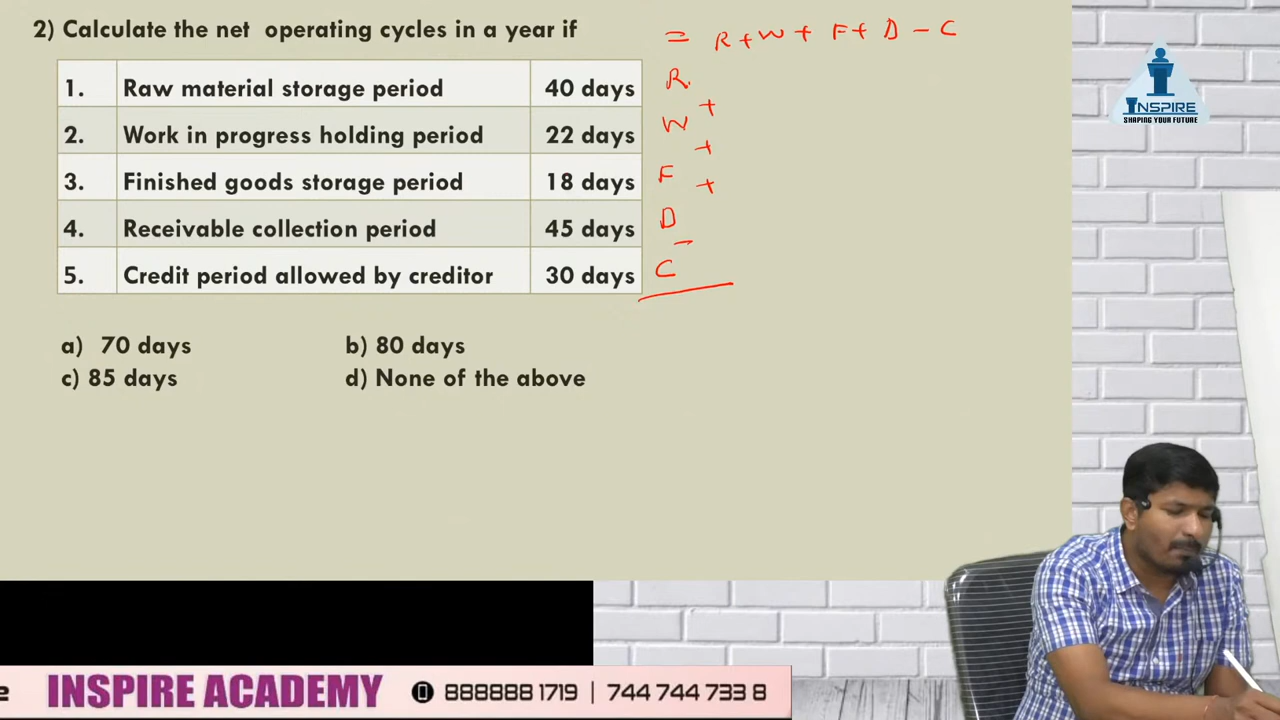 2) Calculate the net operating cycles in a year if
= R + W + F + D - C
1. Raw material storage period 40 days R
+
2. Work in progress holding period 22 days W
+
3. Finished goods storage period 18 days F
+
4. Receivable collection period 45 days D
-
5. Credit period allowed by creditor 30 days C
a) 70 days b) 80 days
c) 85 days d) None of the above
INSPIRE
SHAPING YOUR FUTURE
e INSPIRE ACADEMY 888888 1719 | 744 744 733 8